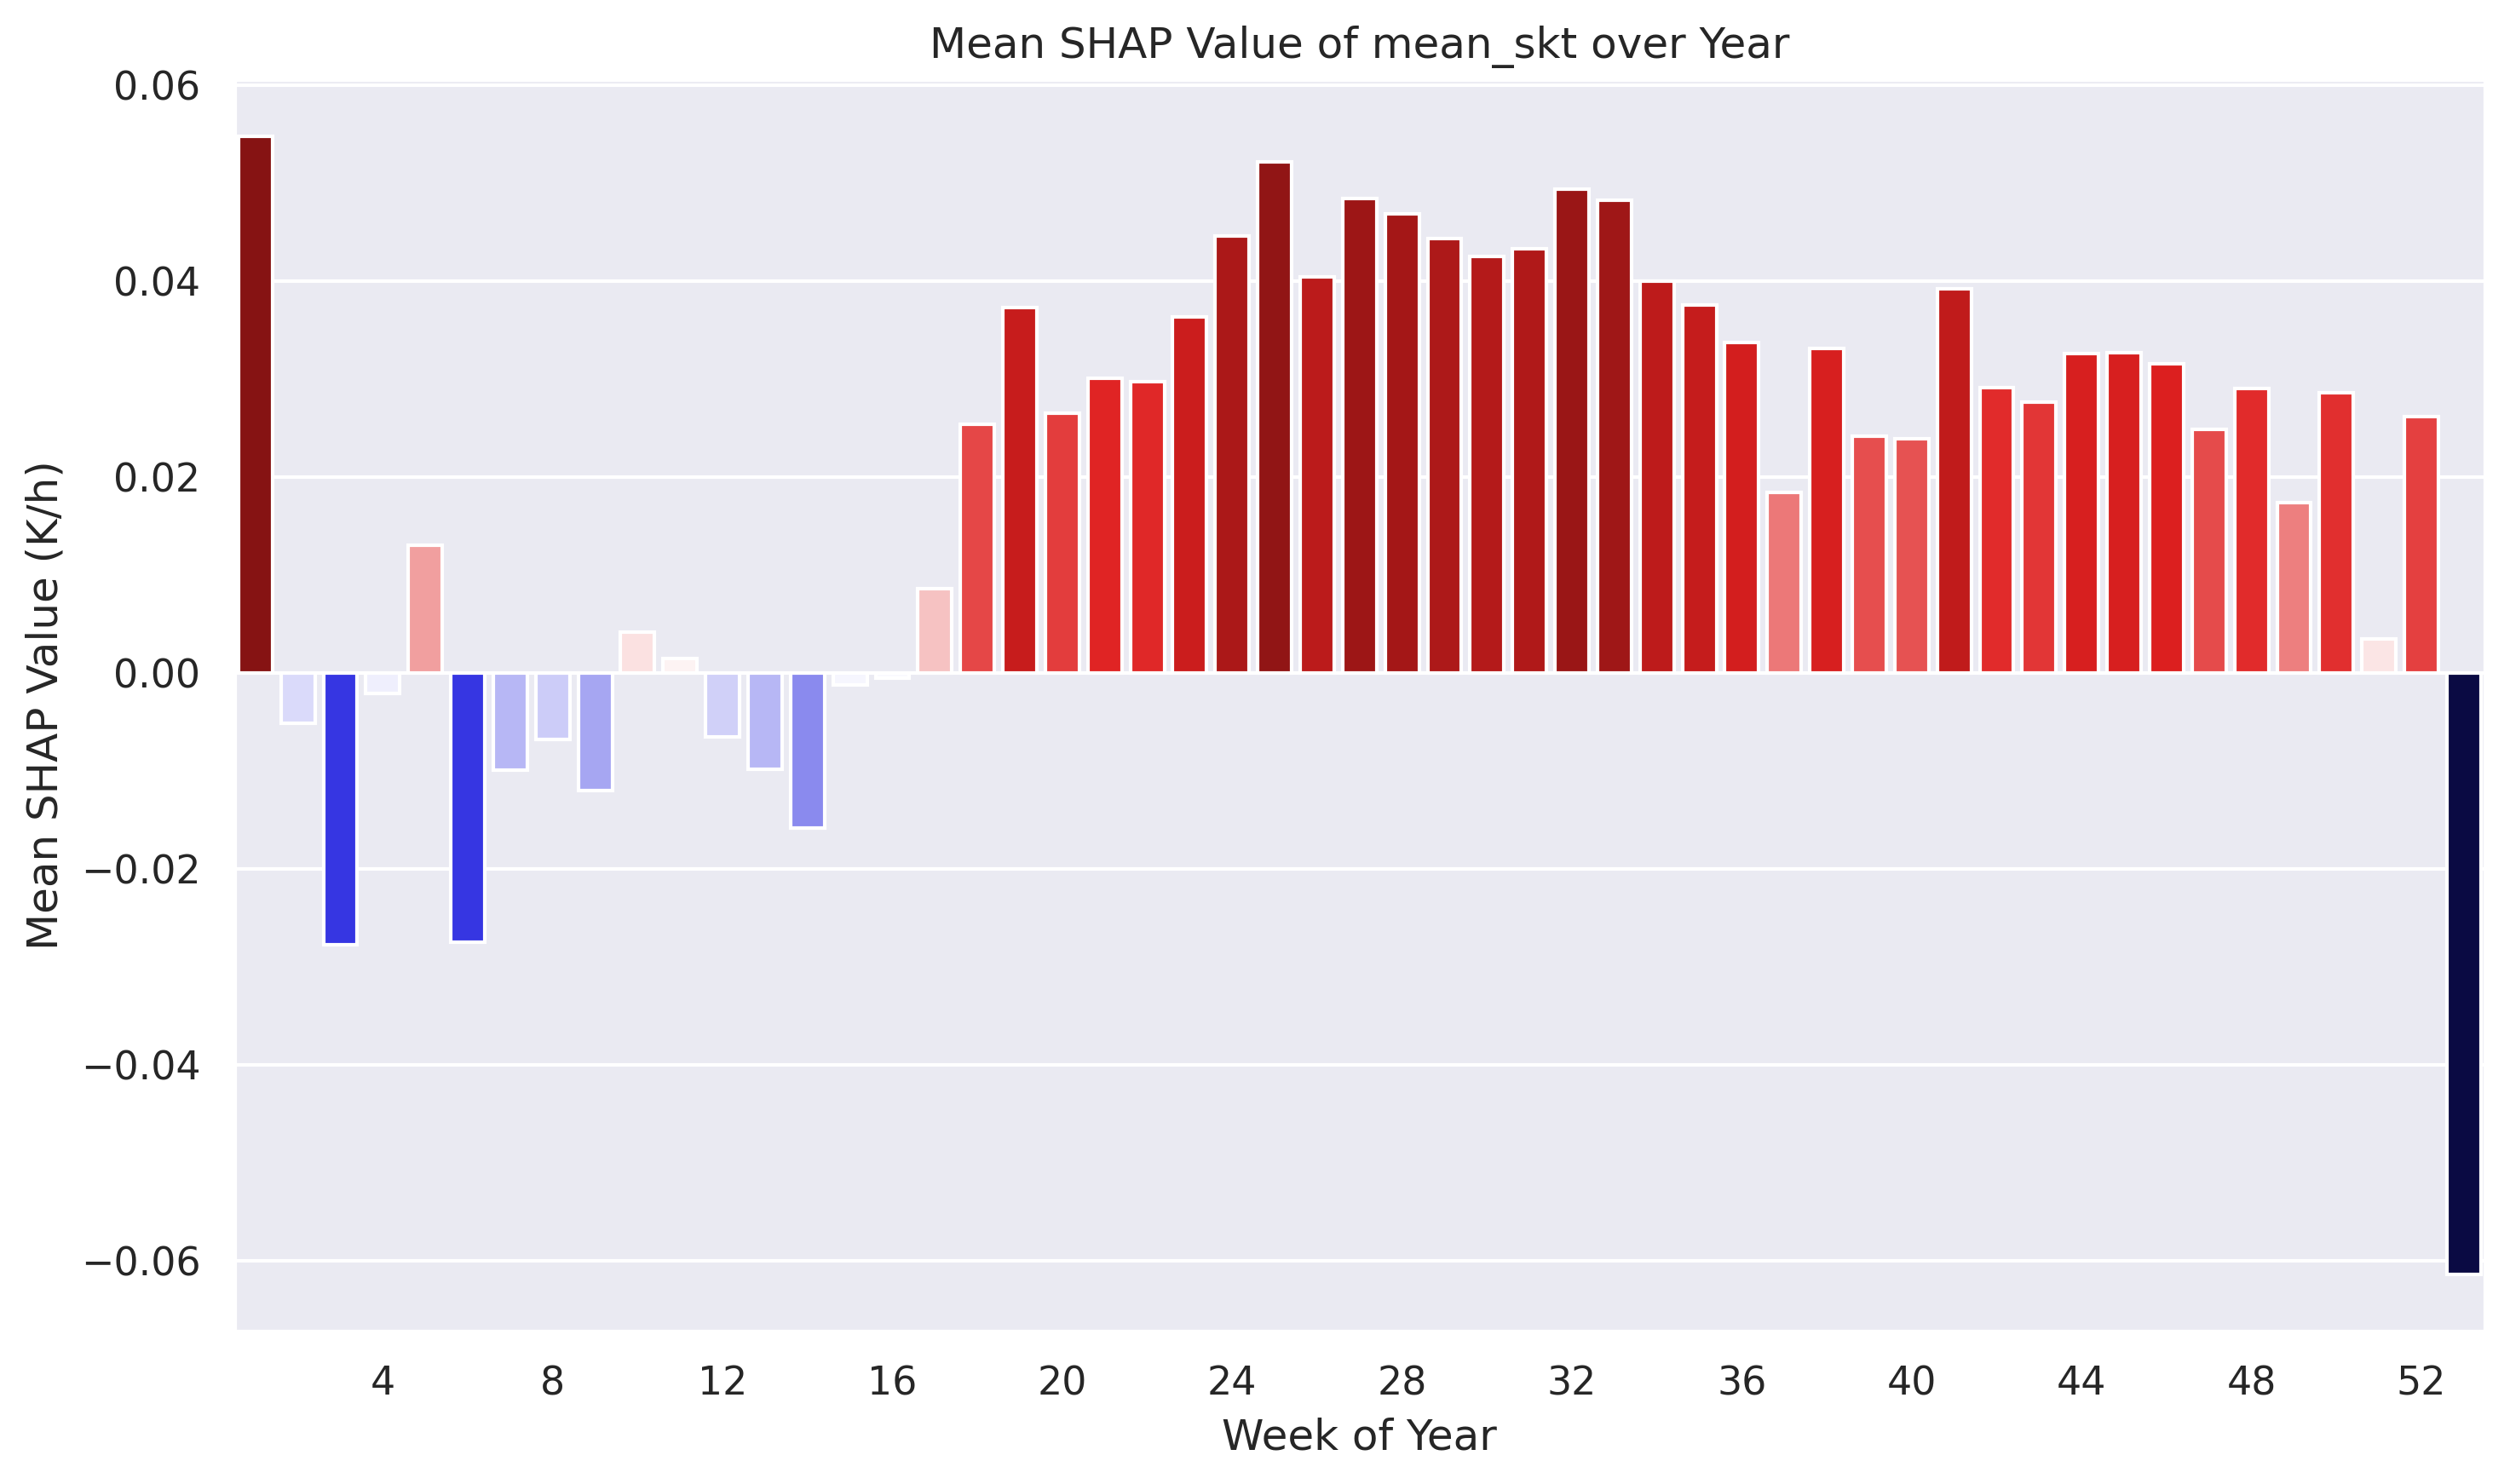 Mean SHAP Value of mean_skt over Year
Mean SHAP Value (K/h)
0.06
0.04
0.02
0.00
−0.02
−0.04
−0.06
4 8 12 16 20 24 28 32 36 40 44 48 52
Week of Year